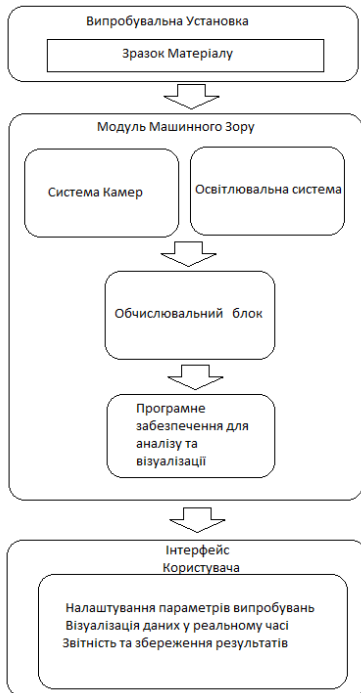 Випробувальна Установка
Зразок Матеріалу
Модуль Машинного Зору
Система Камер
Освітлювальна система
Обчислювальний блок
Програмне
забезпечення для
аналізу та
візуалізації
Інтерфейс
Користувача
Налаштування параметрів випробувань
Візуалізація даних у реальному часі
Звітність та збереження результатів